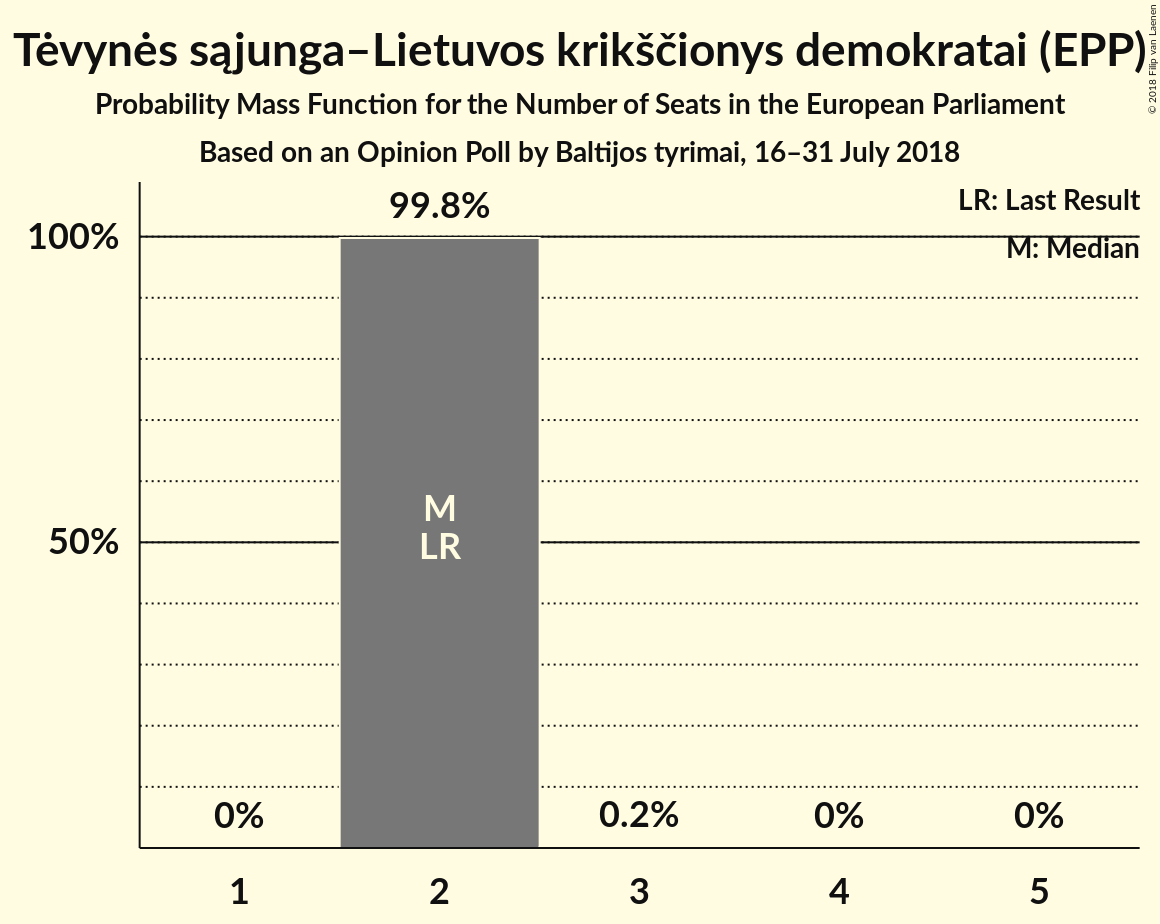 Tėvynės sąjunga–Lietuvos krikščionys demokratai (EPP)
Probability Mass Function for the Number of Seats in the European Parliament
Based on an Opinion Poll by Baltijos tyrimai, 16–31 July 2018
© 2018 Filip van Laenen
LR: Last Result
M: Median
99.8%
100%
50%
M
LR
0%
0.2%
0%
0%
1
2
3
4
5